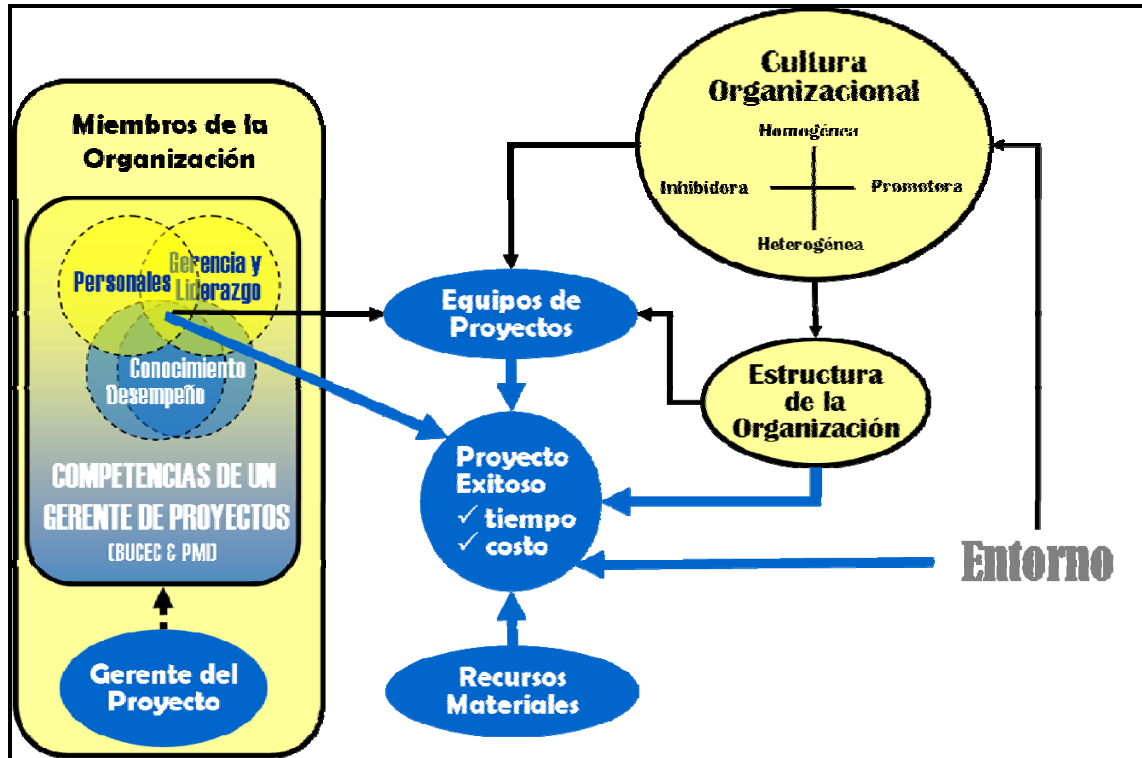 Miembros de la
Organización
Personales
Gerencia y
Liderazgo
Conocimiento
Desempeño
COMPETENCIAS DE UN
GERENTE DE PROYECTOS
(BUCEC & PMI)
Gerente del
Proyecto
Cultura
Organizacional
Homogénea
Inhibidora
Promotora
Heterogénea
Equipos de
Proyectos
Estructura
de la
Organización
Proyecto
Exitoso
✓ tiempo
✓ costo
Entorno
Recursos
Materiales